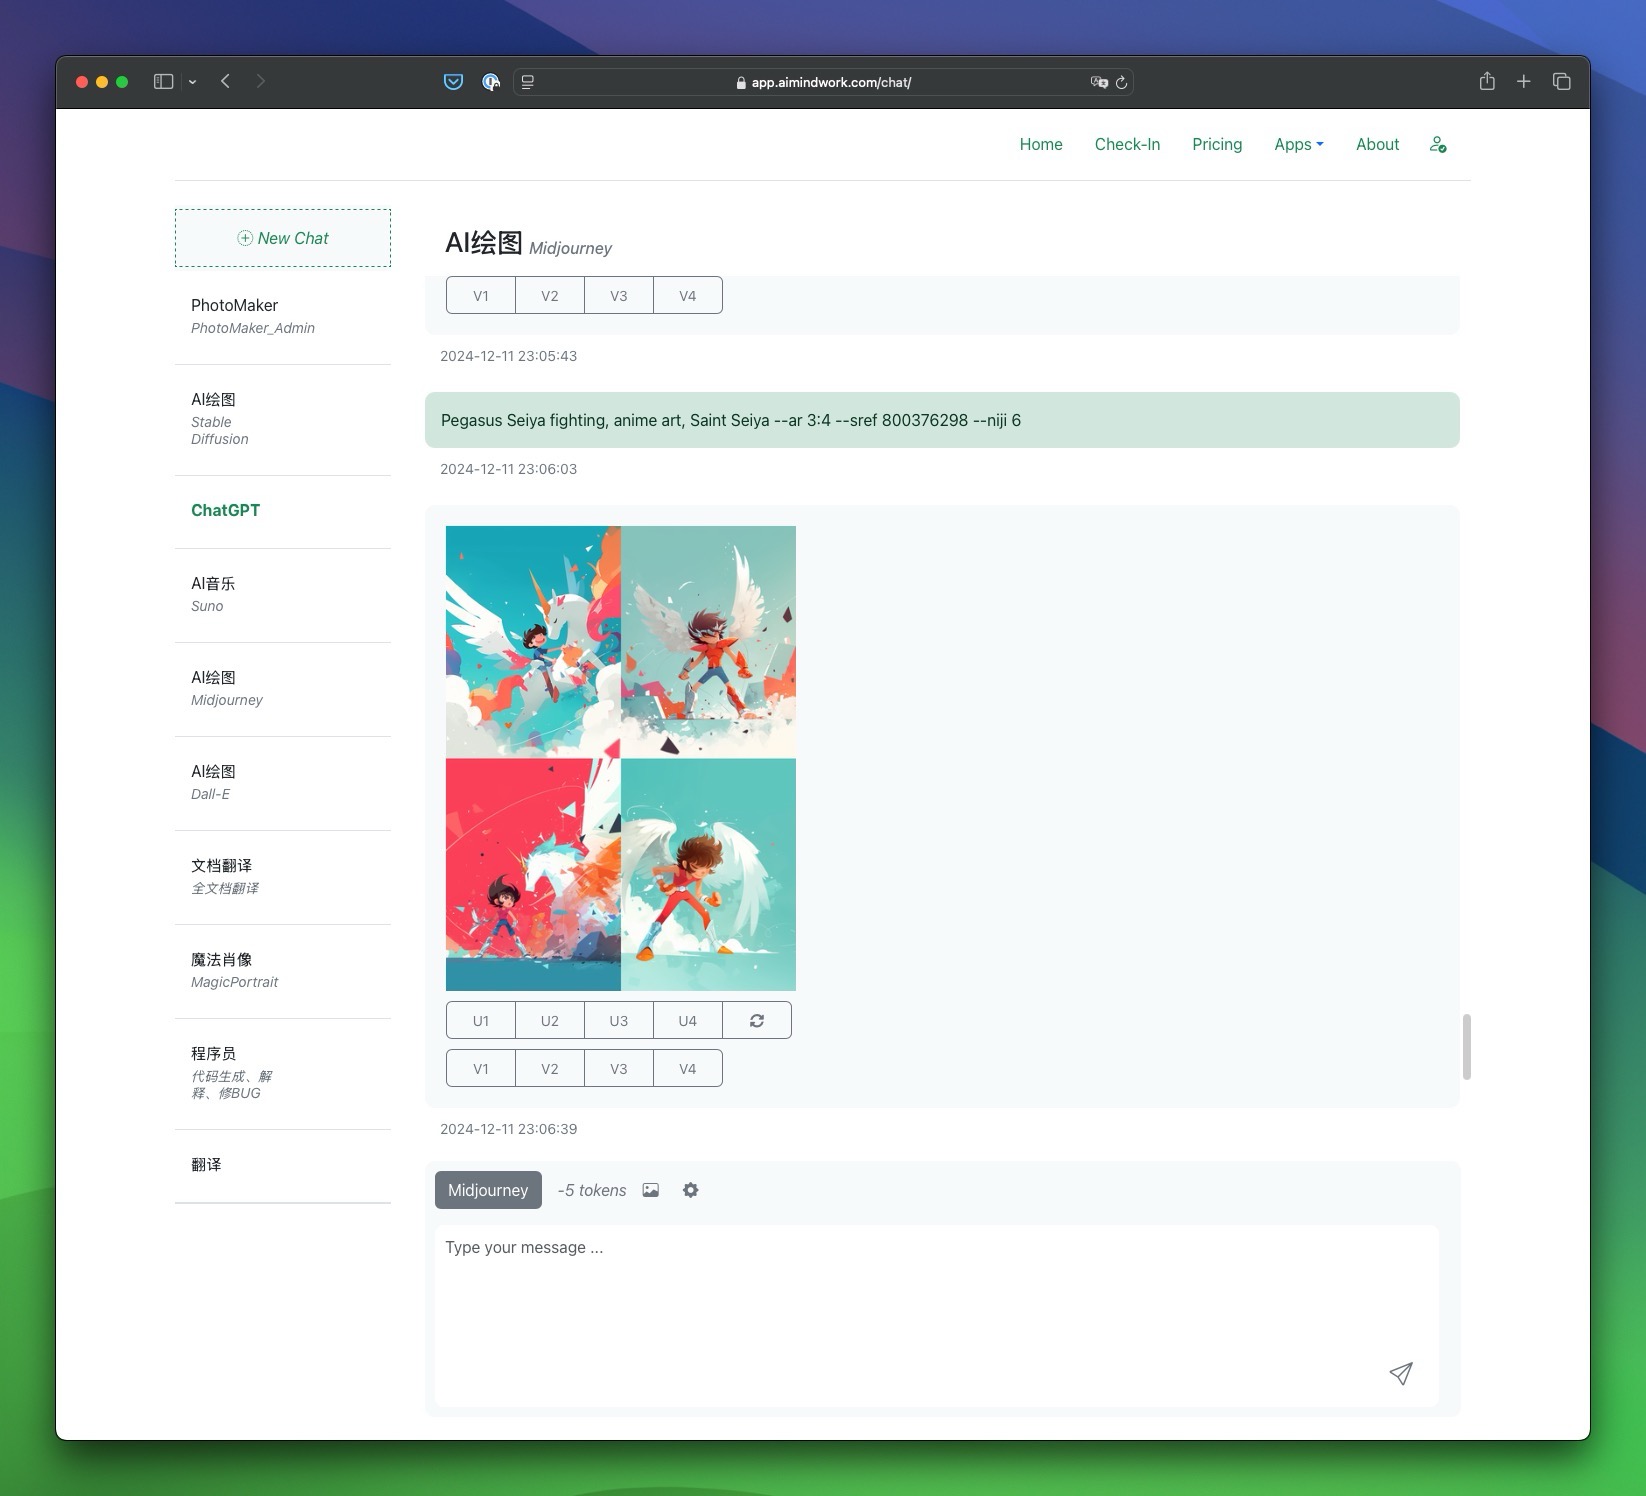 app.aimindwork.com/chat/
Home Check-In Pricing Apps About
New Chat
PhotoMaker
PhotoMaker_Admin
AI绘图
Stable
Diffusion
ChatGPT
AI音乐
Suno
AI绘图
Midjourney
AI绘图
Dall-E
文档翻译
全文档翻译
魔法肖像
MagicPortrait
程序员
代码生成、解
释、修BUG
翻译
AI绘图 Midjourney
V1 V2 V3 V4
2024-12-11 23:05:43
Pegasus Seiya fighting, anime art, Saint Seiya --ar 3:4 --sref 800376298 --niji 6
2024-12-11 23:06:03
U1 U2 U3 U4
V1 V2 V3 V4
2024-12-11 23:06:39
Midjourney -5 tokens
Type your message ...